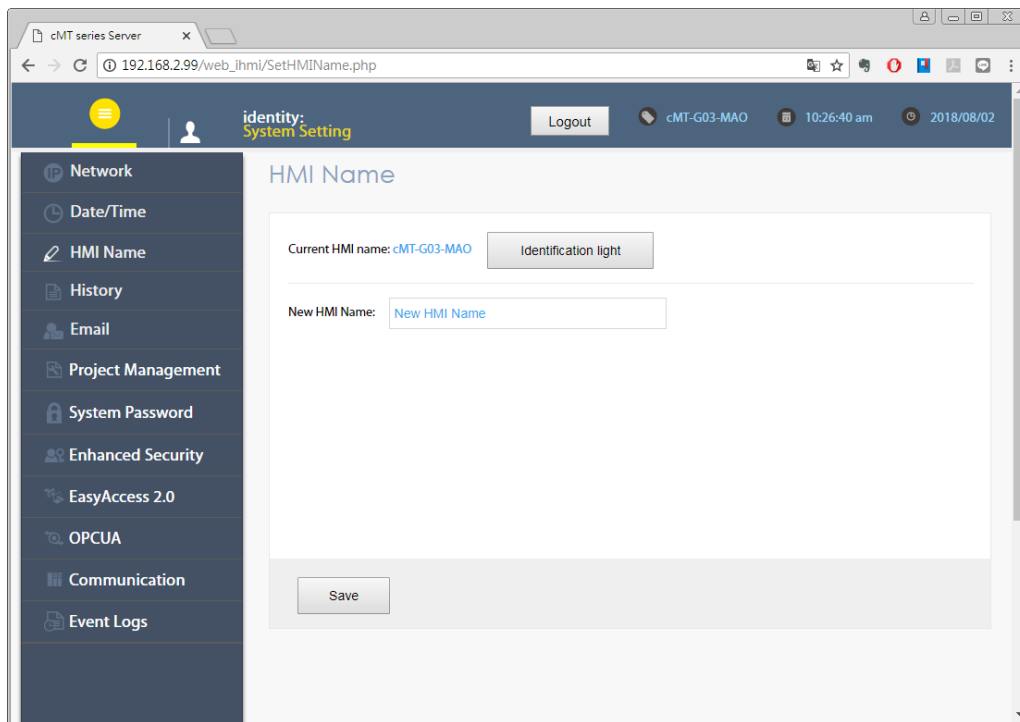 cMT series Server
192.168.2.99/web_ihmi/SetHMIName.php
identity:
System Setting
Logout
cMT-G03-MAO
10:26:40 am
2018/08/02
IP Network
Date/Time
HMI Name
History
Email
Project Management
System Password
Enhanced Security
EasyAccess 2.0
OPCUA
Communication
Event Logs
HMI Name
Current HMI name: cMT-G03-MAO
Identification light
New HMI Name: New HMI Name
Save